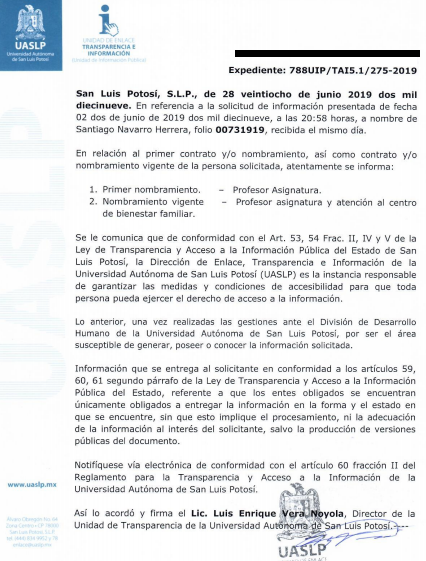 UASLP
Universidad Autónoma
de San Luis Potosí
UNIDAD DE ENLACE
TRANSPARENCIA E
INFORMACIÓN
Expediente: 788UIP/TAI5.1/275-2019
San Luis Potosí, S.L.P., de 28 veintiocho de junio 2019 dos mil
diecinueve. En referencia a la solicitud de información presentada de fecha
02 dos de junio de 2019 dos mil diecinueve, a las 20:58 horas, a nombre de
Santiago Navarro Herrera, folio 00731919, recibida el mismo día.
En relación al primer contrato y/o nombramiento, así como contrato y/o
nombramiento vigente de la persona solicitada, atentamente se informa:
1. Primer nombramiento. – Profesor Asignatura.
2. Nombramiento vigente – Profesor asignatura y atención al centro
de bienestar familiar.
Se le comunica que de conformidad con el Art. 53, 54 Frac. II, IV y V de la
Ley de Transparencia y Acceso a la Información Pública del Estado de San
Luis Potosí, la Dirección de Enlace, Transparencia e Información de la
Universidad Autónoma de San Luis Potosí (UASLP) es la instancia responsable
de garantizar las medidas y condiciones de accesibilidad para que toda
persona pueda ejercer el derecho de acceso a la información.
Lo anterior, una vez realizadas las gestiones ante el División de Desarrollo
Humano de la Universidad Autónoma de San Luis Potosí, por ser el área
susceptible de generar, poseer o conocer la información solicitada.
Información que se entrega al solicitante en conformidad a los artículos 59,
60, 61 segundo párrafo de la Ley de Transparencia y Acceso a la Información
Pública del Estado, referente a que los entes obligados se encuentran
únicamente obligados a entregar la información en la forma y el estado en
que se encuentre, sin que esto implique el procesamiento, ni la adecuación
de la información al interés del solicitante, salvo la producción de versiones
públicas del documento.
Notifíquese vía electrónica de conformidad con el artículo 60 fracción II del
Reglamento para la Transparencia y Acceso a la Información de la
Universidad Autónoma de San Luis Potosí.
www.uaslp.mx
Así lo acordó y firma el Lic. Luis Enrique Vera Noyola, Director de la
Unidad de Transparencia de la Universidad Autónoma de San Luis Potosí.----
UASLP